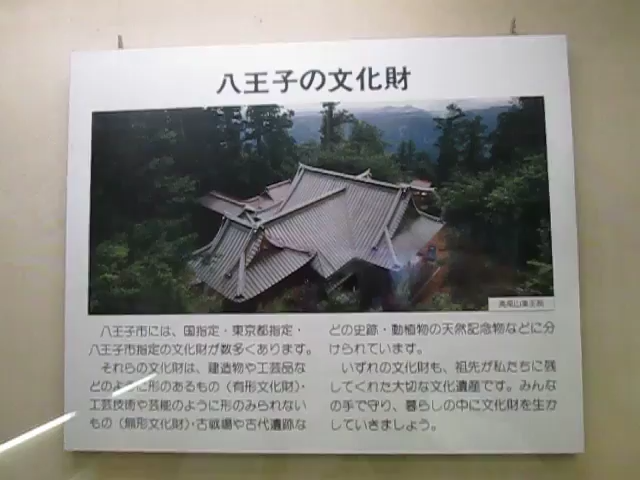 八王子の文化財
高尾山薬王院
八王子市には、国指定・東京都指定・
八王子市指定の文化財が数多くあります。
それらの文化財は、建造物や工芸品な
どのように形のあるもの（有形文化財）・
工芸技術や芸能のように形のみられない
もの（無形文化財）・古戦場や古代遺跡な
どの史跡・動植物の天然記念物などに分
けられています。
いずれの文化財も、祖先が私たちに残
してくれた大切な文化遺産です。みんな
の手で守り、暮らしの中に文化財を生か
していきましょう。